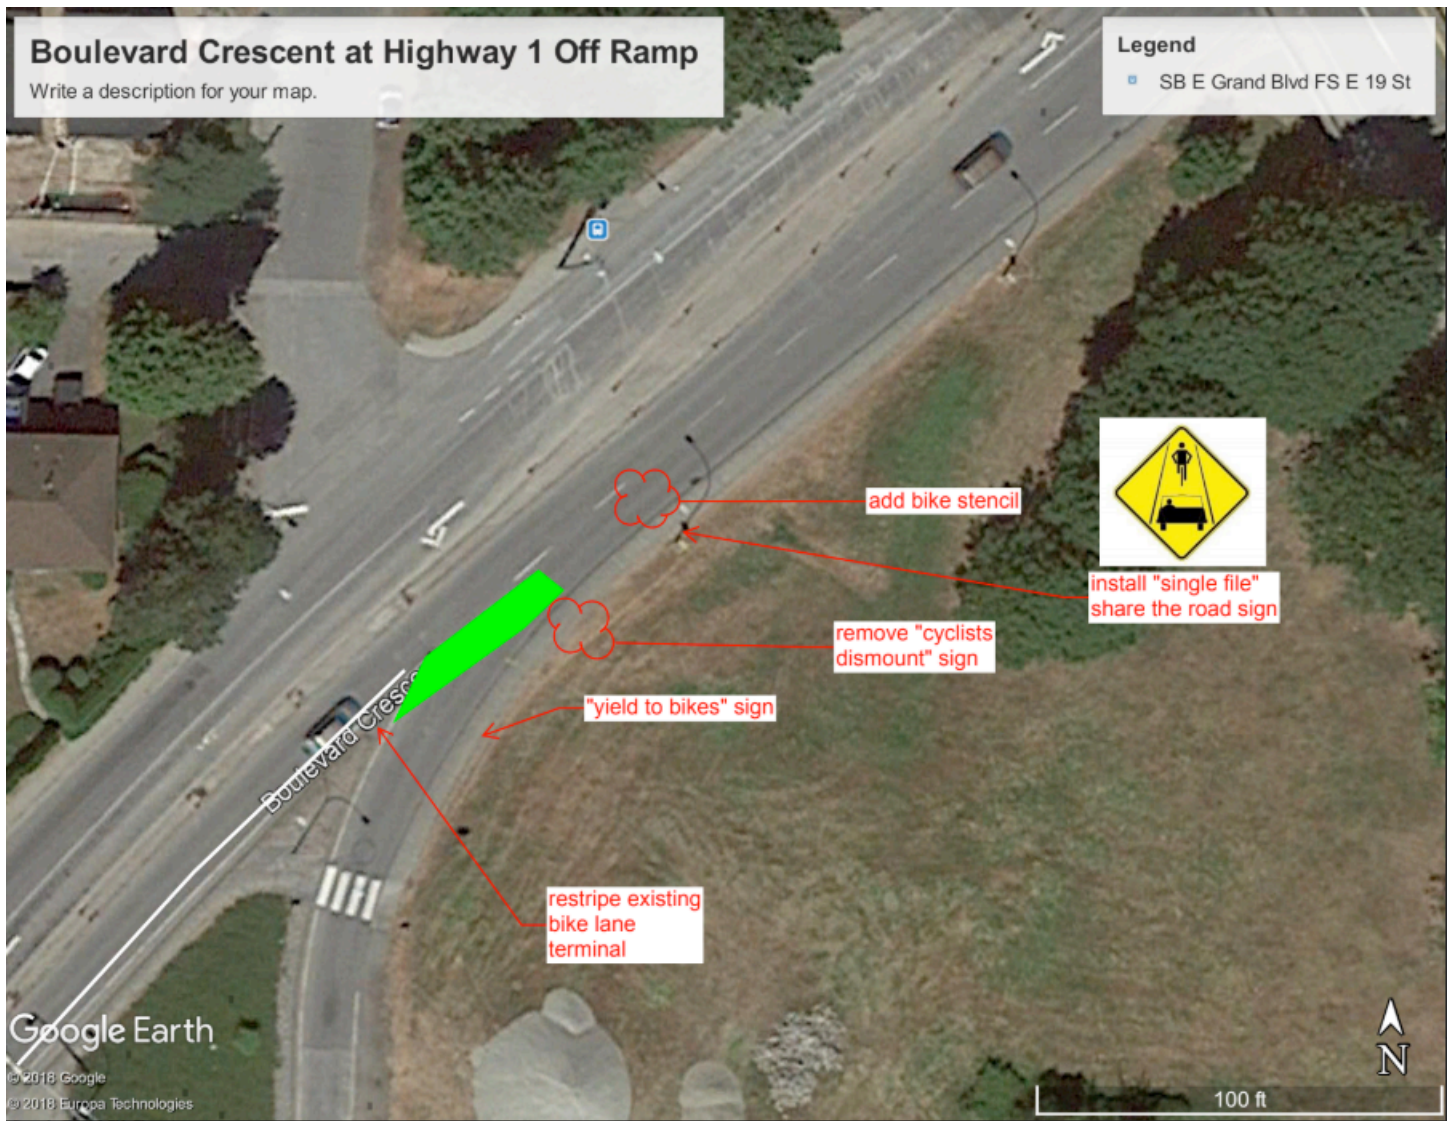 Boulevard Crescent at Highway 1 Off Ramp
Write a description for your map.
Legend
SB E Grand Blvd FS E 19 St
add bike stencil
install "single file"
share the road sign
remove "cyclists
dismount" sign
"yield to bikes" sign
Boulevard Cresce
restripe existing
bike lane
terminal
Google Earth
© 2018 Google
© 2018 Europa Technologies
N
100 ft